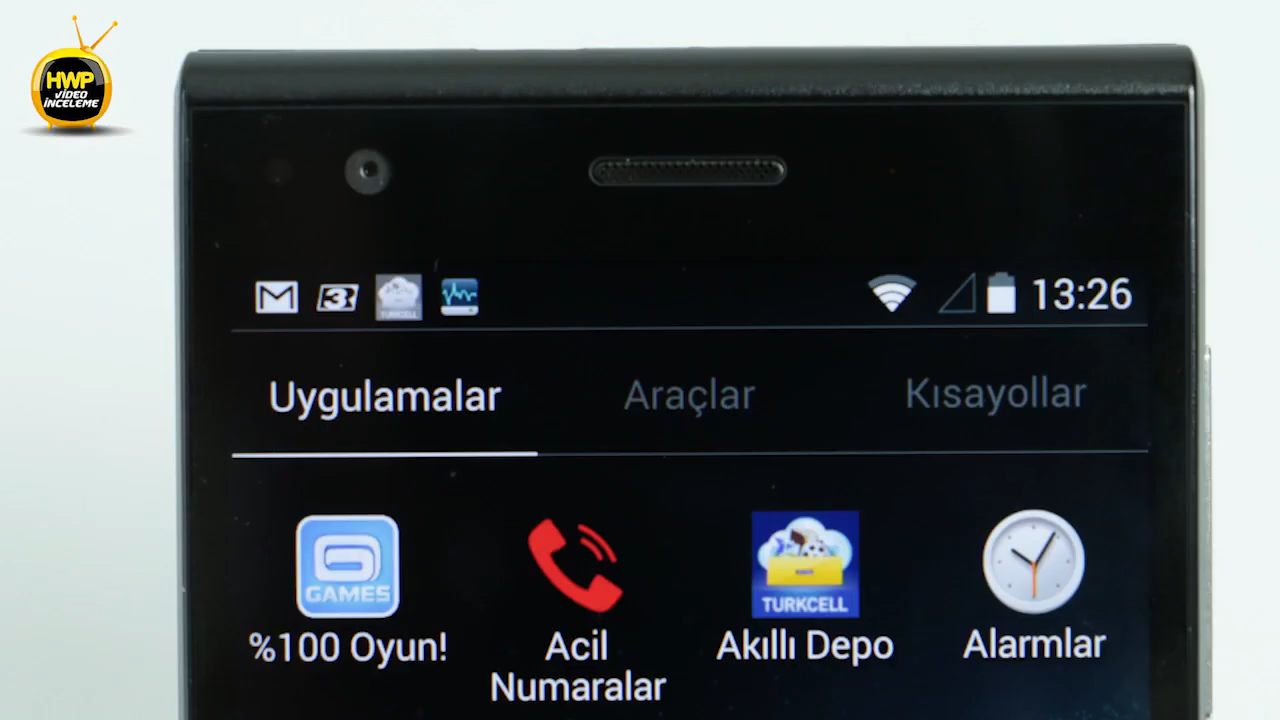 HWP
VİDEO
İNCELEME
TURKCELL
13:26
Uygulamalar
Araçlar
Kısayollar
GAMES
TURKCELL
%100 Oyun!
Acil
Numaralar
Akıllı Depo
Alarmlar